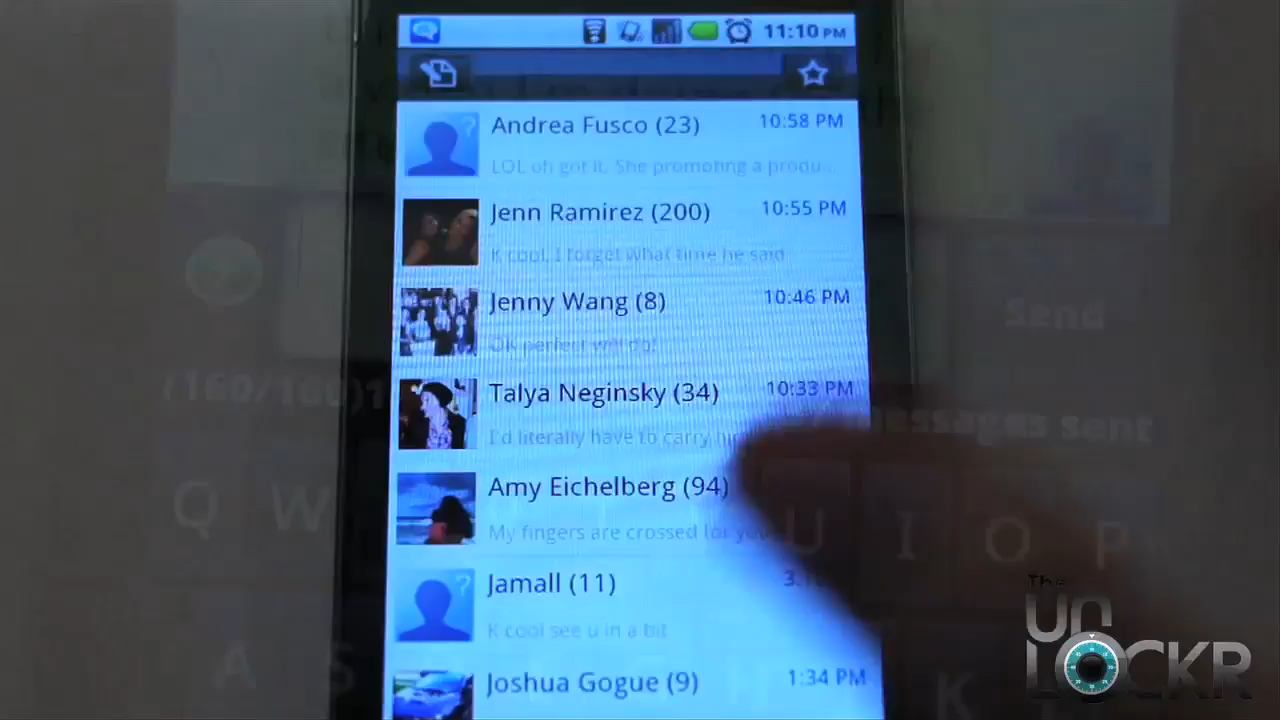 11:10 PM
Andrea Fusco (23) 10:58 PM
LOL oh got it. She promoting a produ...
Jenn Ramirez (200) 10:55 PM
K cool, I forget what time he said
Jenny Wang (8) 10:46 PM
OK perfect will do!
Talya Neginsky (34) 10:33 PM
I'd literally have to carry
Amy Eichelberg (94)
My fingers are crossed for you
Jamall (11)
K cool see u in a bit
Joshua Gogue (9) 1:34 PM
Send
messages sent
Q W U I O P
A S K L
The
UNLOCKR